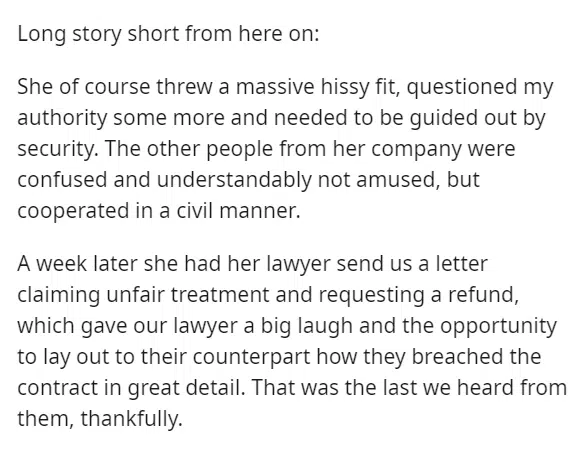 Long story short from here on:
She of course threw a massive hissy fit, questioned my
authority some more and needed to be guided out by
security. The other people from her company were
confused and understandably not amused, but
cooperated in a civil manner.
A week later she had her lawyer send us a letter
claiming unfair treatment and requesting a refund,
which gave our lawyer a big laugh and the opportunity
to lay out to their counterpart how they breached the
contract in great detail. That was the last we heard from
them, thankfully.